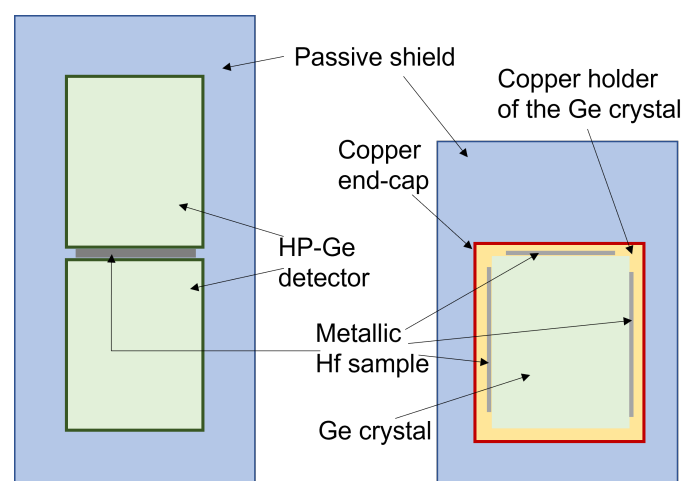 Passive shield
Copper holder
of the Ge crystal
Copper
end-cap
HP-Ge
detector
Metallic
Hf sample
Ge crystal